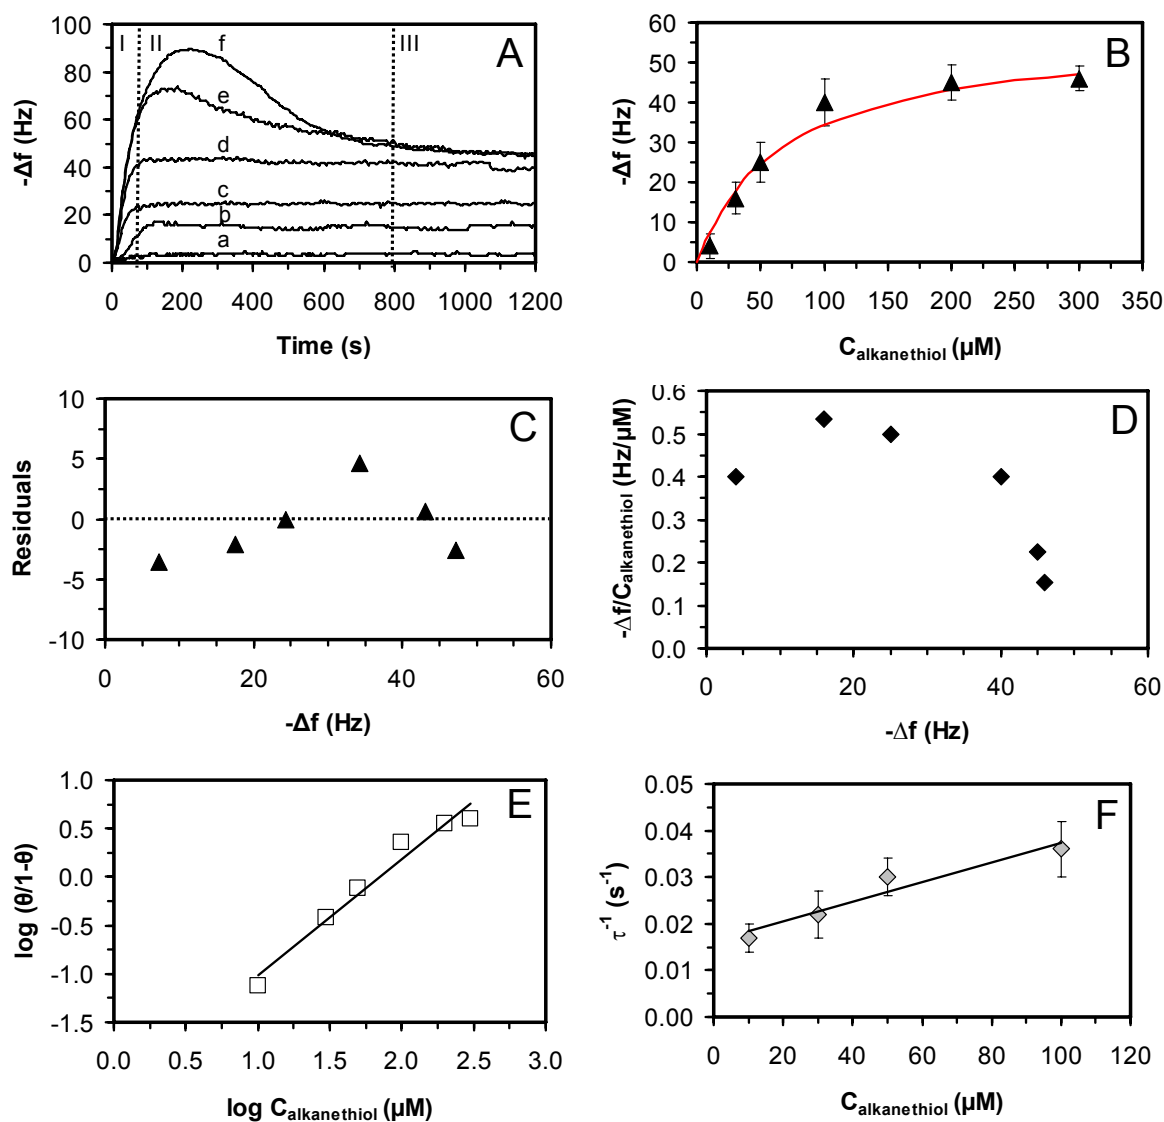 A
I II III
f
e
d
c
b
a
100
80
60
40
20
0
-Δf (Hz)
0 200 400 600 800 1000 1200
Time (s)
B
60
50
40
30
20
10
0
-Δf (Hz)
0 50 100 150 200 250 300 350
Calkanethiol (µM)
C
10
5
0
-5
-10
Residuals
0 20 40 60
-Δf (Hz)
D
0.6
0.5
0.4
0.3
0.2
0.1
0.0
-Δf/Calkanethiol (Hz/µM)
0 20 40 60
-Δf (Hz)
E
1.0
0.5
0.0
-0.5
-1.0
-1.5
log (θ/1-θ)
0.0 0.5 1.0 1.5 2.0 2.5 3.0
log Calkanethiol (µM)
F
0.05
0.04
0.03
0.02
0.01
0.00
τ-1 (s-1)
0 20 40 60 80 100 120
Calkanethiol (µM)